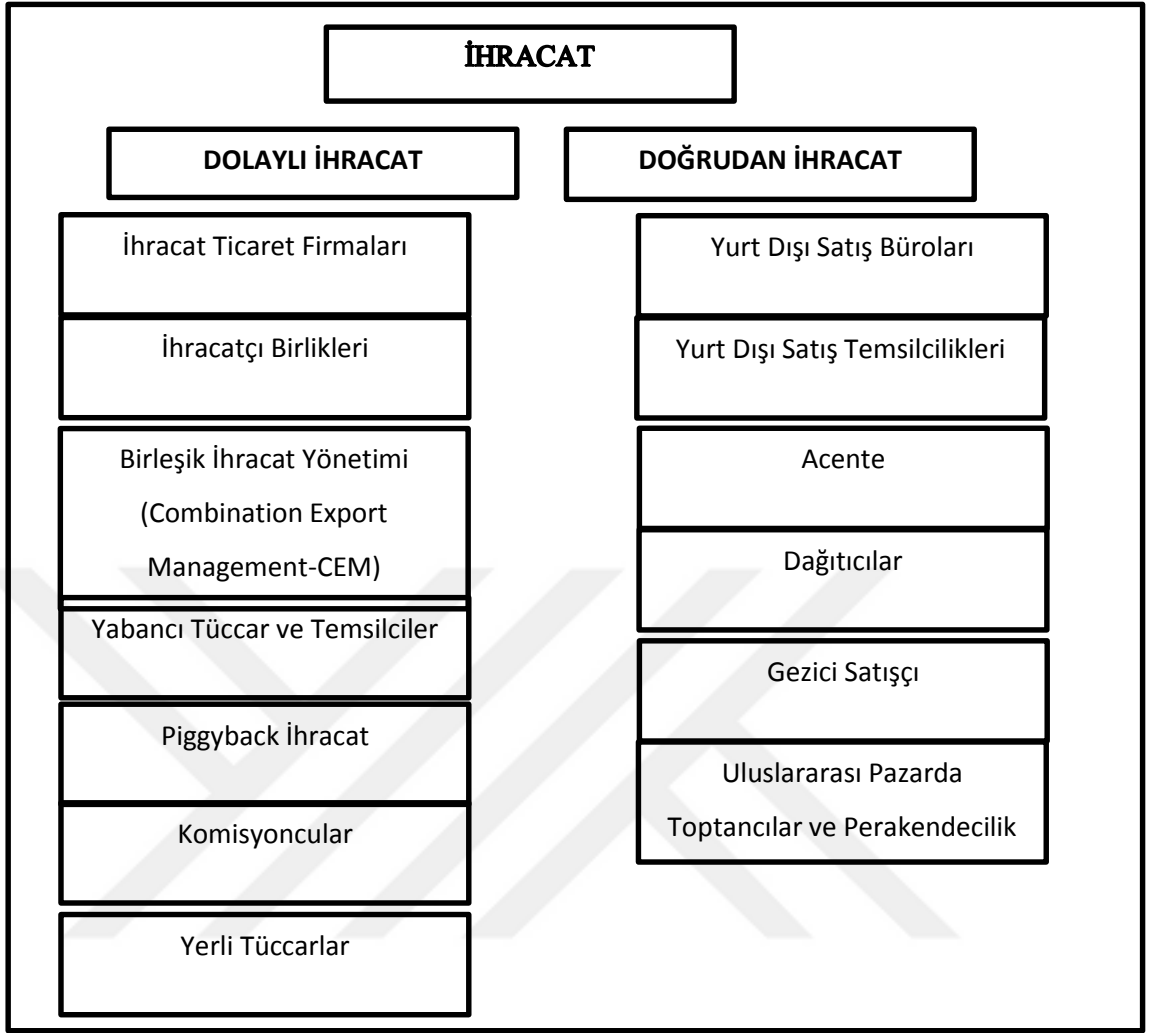 İHRACAT
DOLAYLI İHRACAT
DOĞRUDAN İHRACAT
İhracat Ticaret Firmaları
İhracatçı Birlikleri
Birleşik İhracat Yönetimi
(Combination Export
Management-CEM)
Yabancı Tüccar ve Temsilciler
Piggyback İhracat
Komisyoncular
Yerli Tüccarlar
Yurt Dışı Satış Büroları
Yurt Dışı Satış Temsilcilikleri
Acente
Dağıtıcılar
Gezici Satışçı
Uluslararası Pazarda
Toptancılar ve Perakendecilik